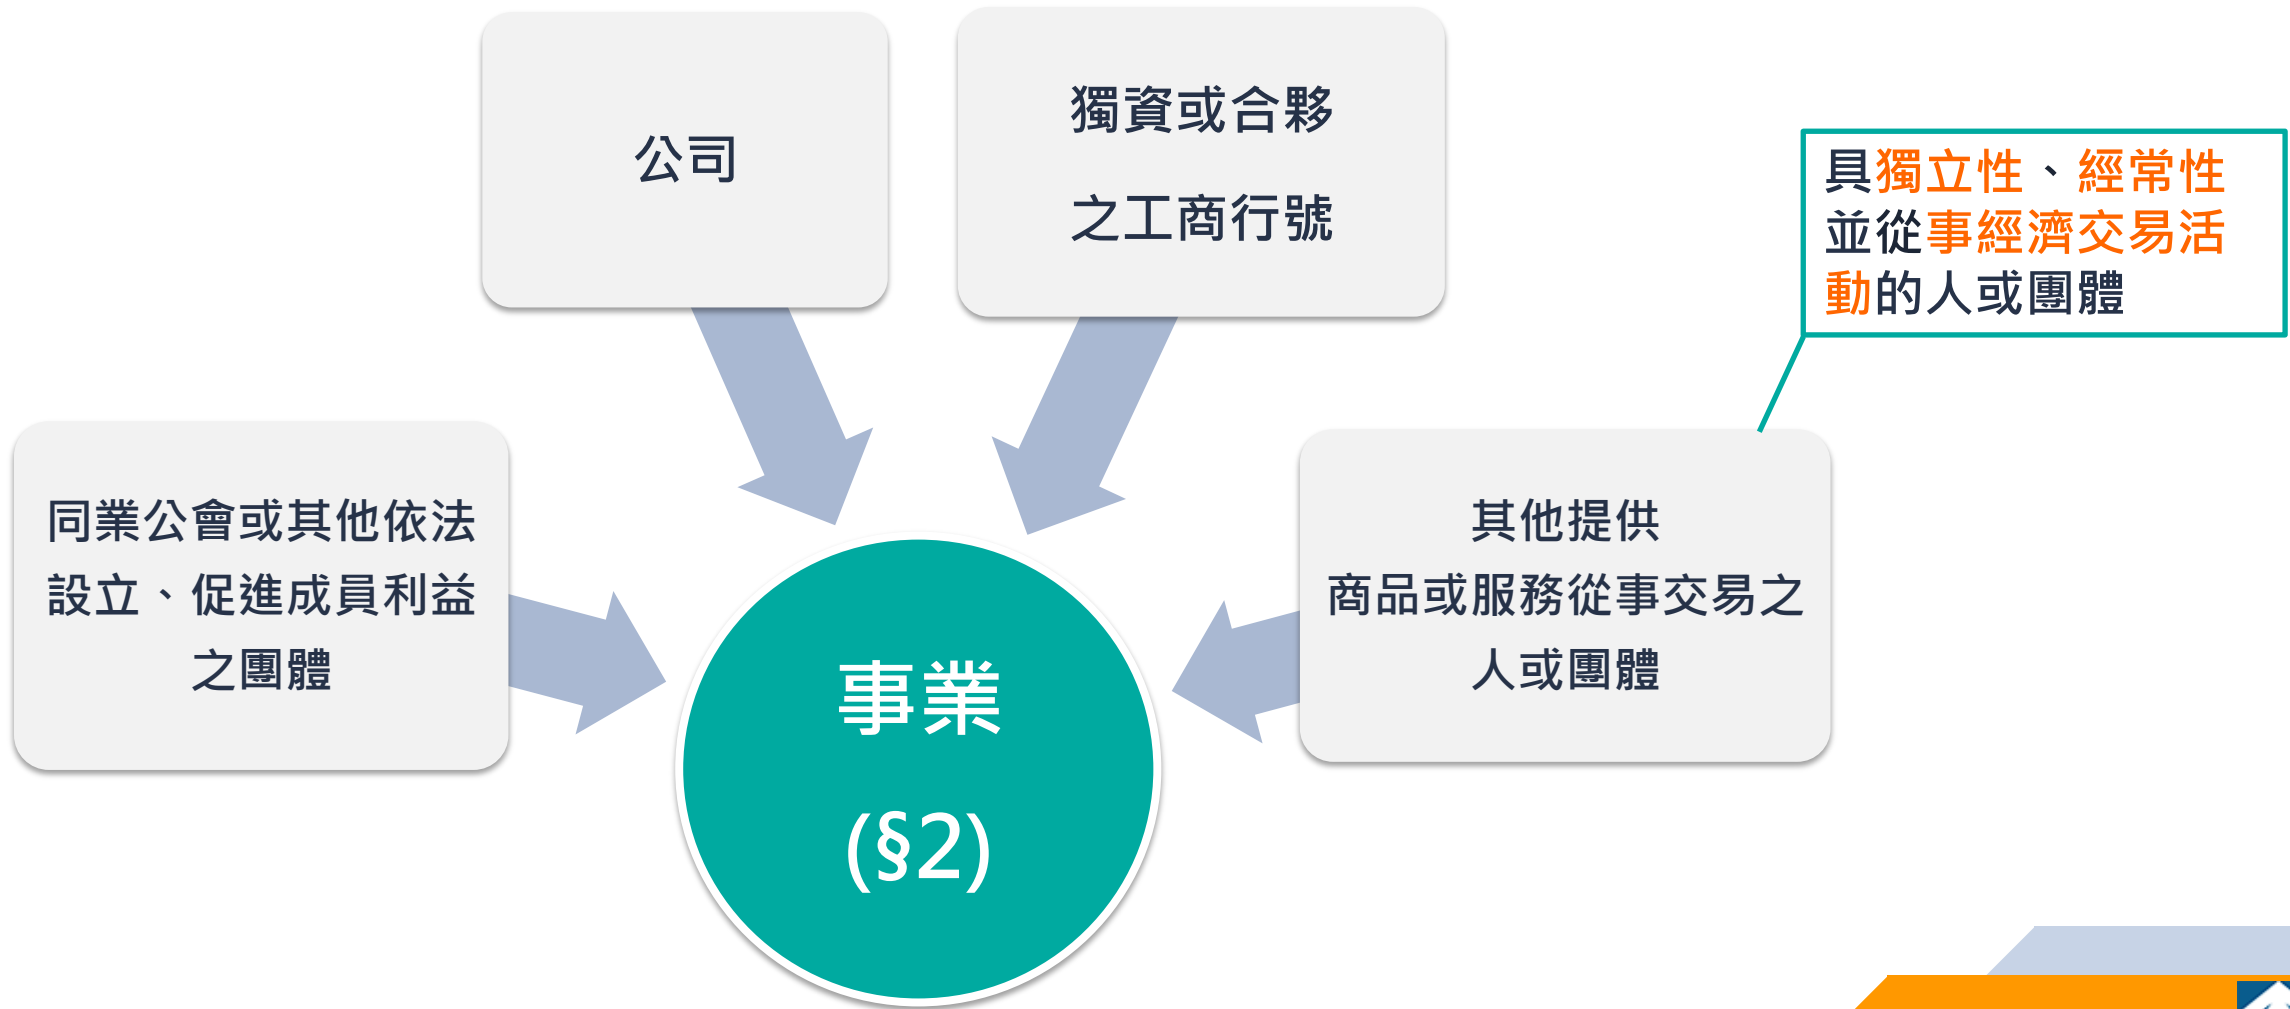 公司
獨資或合夥
之工商行號
具獨立性、經常性
並從事經濟交易活
動的人或團體
同業公會或其他依法
設立、促進成員利益
之團體
其他提供
商品或服務從事交易之
人或團體
事業
(§2)